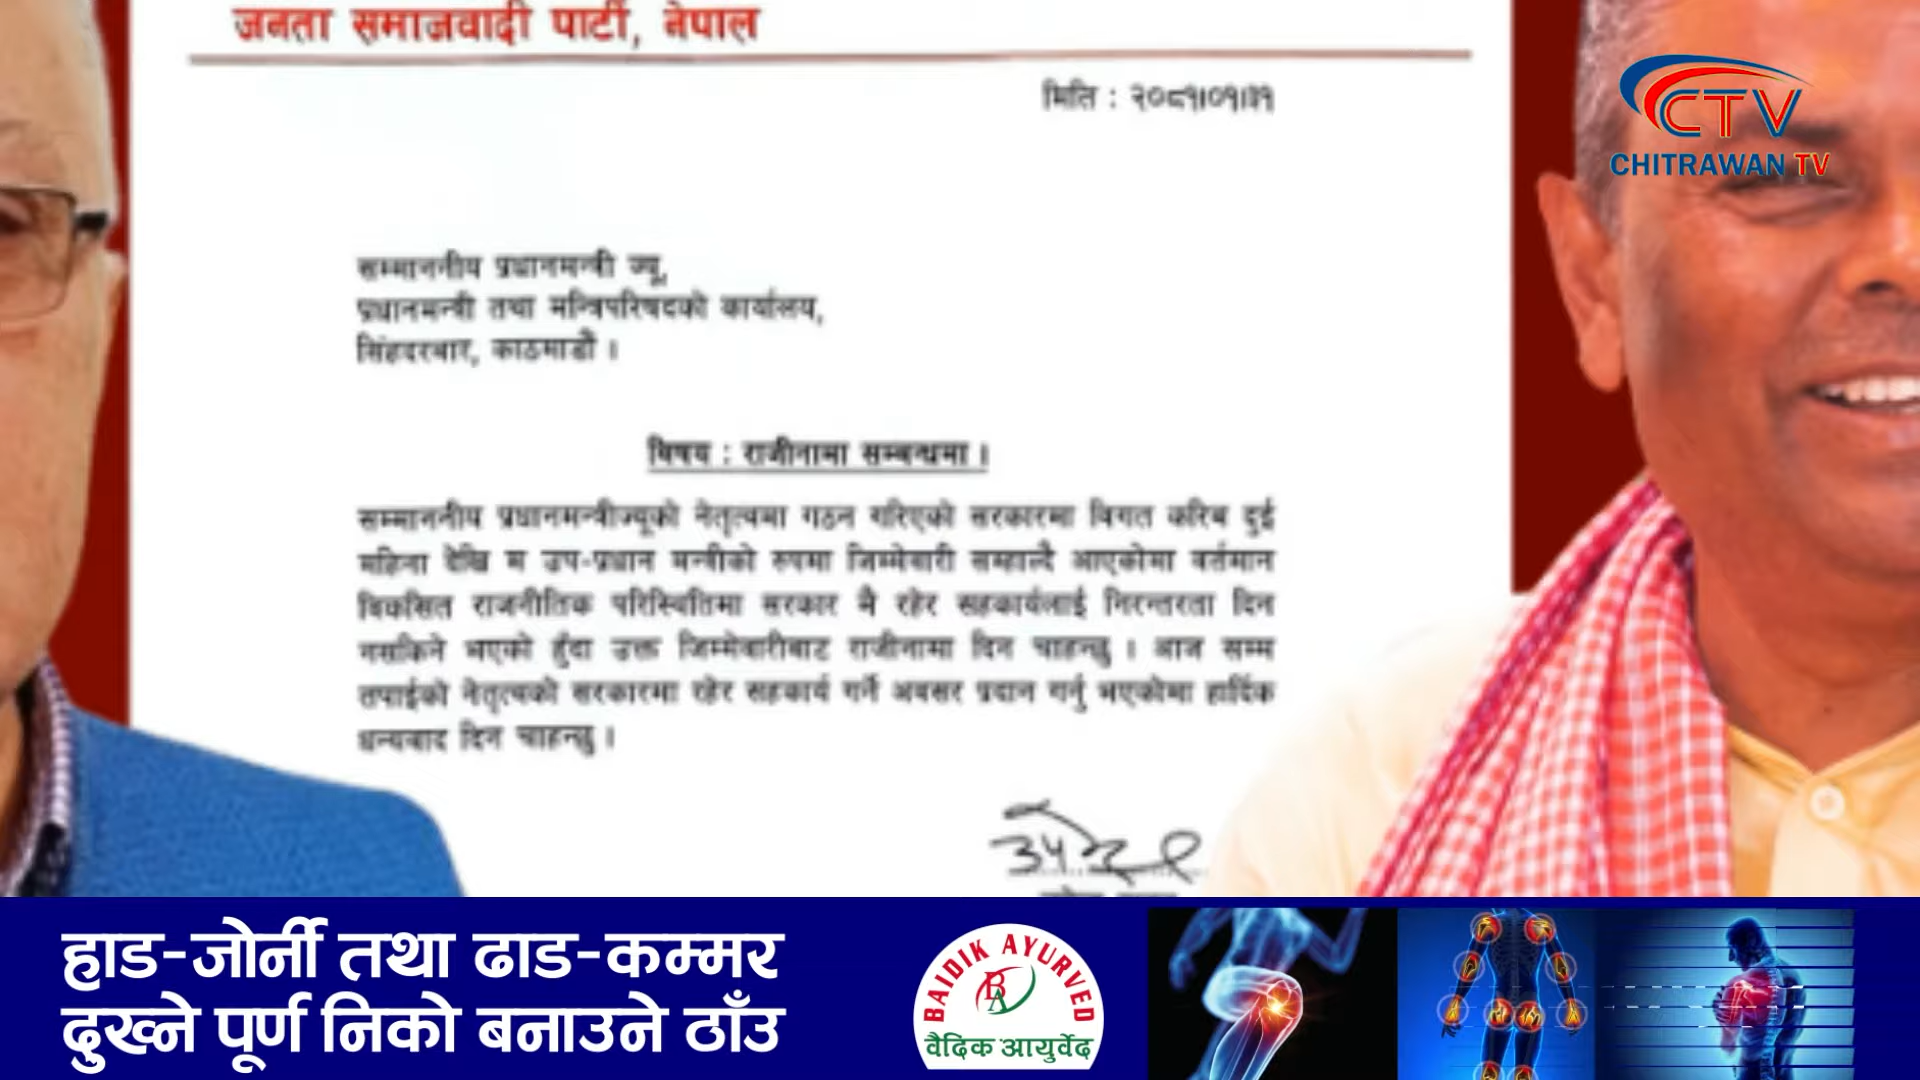 जनता समाजवादी पार्टी, नेपाल
मिति : २०८१।०१।३१
CTV
CHITRAWAN TV
सम्माननीय प्रधानमन्त्री ज्यू,
प्रधानमन्त्री तथा मन्त्रिपरिषदको कार्यालय,
सिंहदरबार, काठमाडौं ।
विषय : राजीनामा सम्बन्धमा ।
सम्माननीय प्रधानमन्त्रीज्यूको नेतृत्वमा गठन गरिएको सरकारमा विगत करिब दुई
महिना देखि म उप-प्रधान मन्त्रीको रुपमा जिम्मेवारी सम्हाल्दै आएकोमा वर्तमान
विकसित राजनीतिक परिस्थितिमा सरकार मै रहेर सहकार्यलाई निरन्तरता दिन
नसकिने भएको हुँदा उक्त जिम्मेवारीबाट राजीनामा दिन चाहन्छु । आज सम्म
तपाईको नेतृत्वको सरकारमा रहेर सहकार्य गर्ने अवसर प्रदान गर्नु भएकोमा हार्दिक
धन्यवाद दिन चाहन्छु ।
हाड-जोर्नी तथा ढाड-कम्मर
दुख्ने पूर्ण निको बनाउने ठाँउ
BAIDIK AYURVED
BA
वैदिक आयुर्वेद